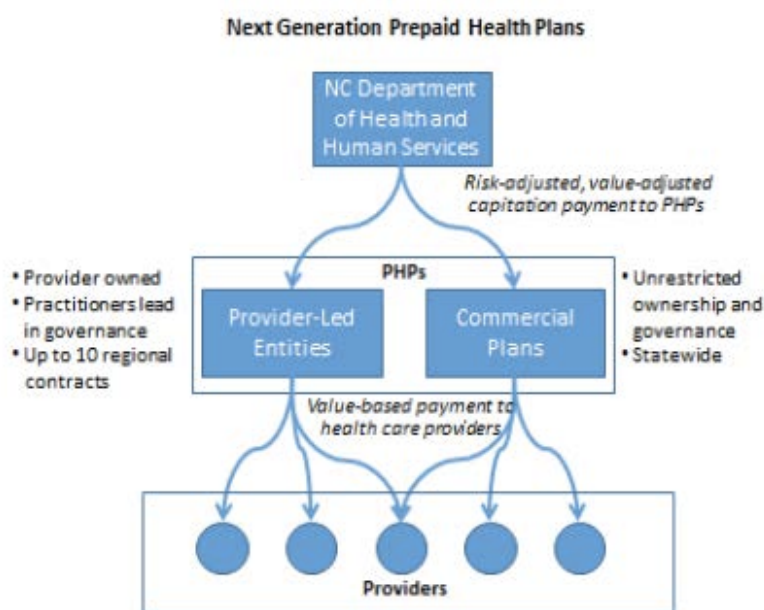 Next Generation Prepaid Health Plans
NC Department
of Health and
Human Services
Risk-adjusted, value-adjusted
capitation payment to PHPs
• Provider owned
• Practitioners lead
in governance
• Up to 10 regional
contracts
PHPs
Provider-Led
Entities
Commercial
Plans
• Unrestricted
ownership and
governance
• Statewide
Value-based payment to
health care providers
Providers